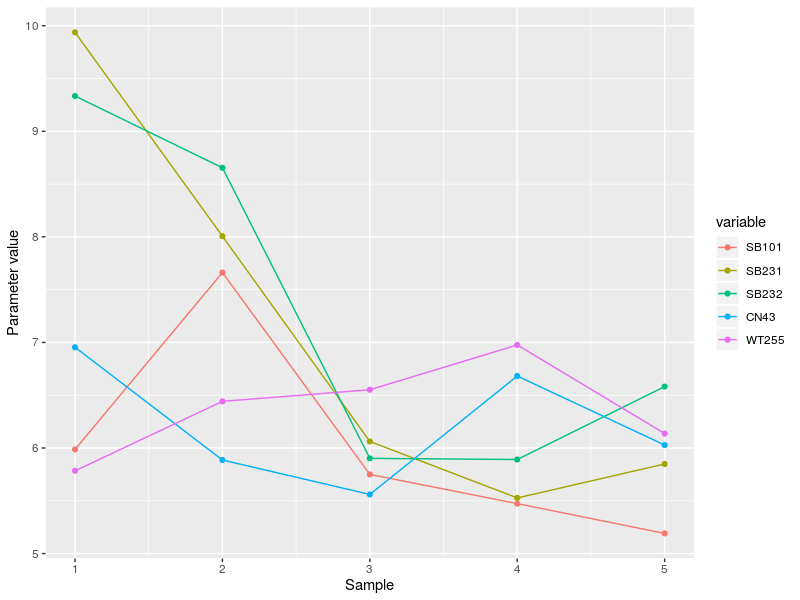 Parameter value
10
9
8
7
6
5
1 2 3 4 5
Sample
variable
SB101
SB231
SB232
CN43
WT255